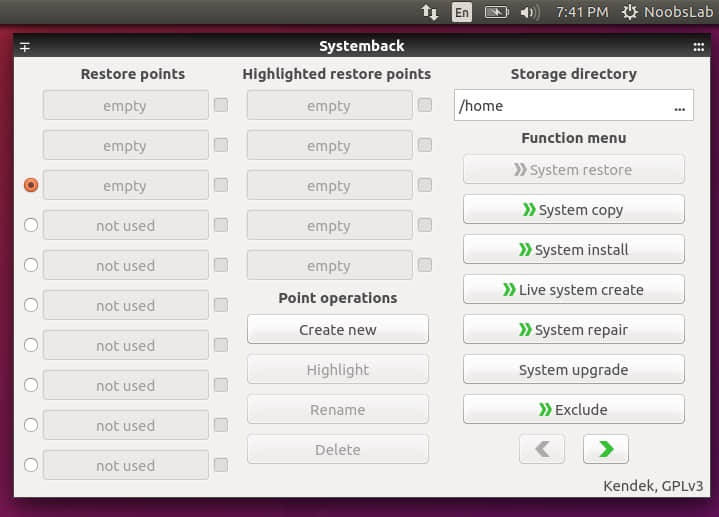 En
7:41 PM
NoobsLab
Systemback
Restore points
empty
empty
empty
not used
not used
not used
not used
not used
not used
not used
Highlighted restore points
empty
empty
empty
empty
empty
Point operations
Create new
Highlight
Rename
Delete
Storage directory
/home
...
Function menu
System restore
System copy
System install
Live system create
System repair
System upgrade
Exclude
Kendek, GPLv3